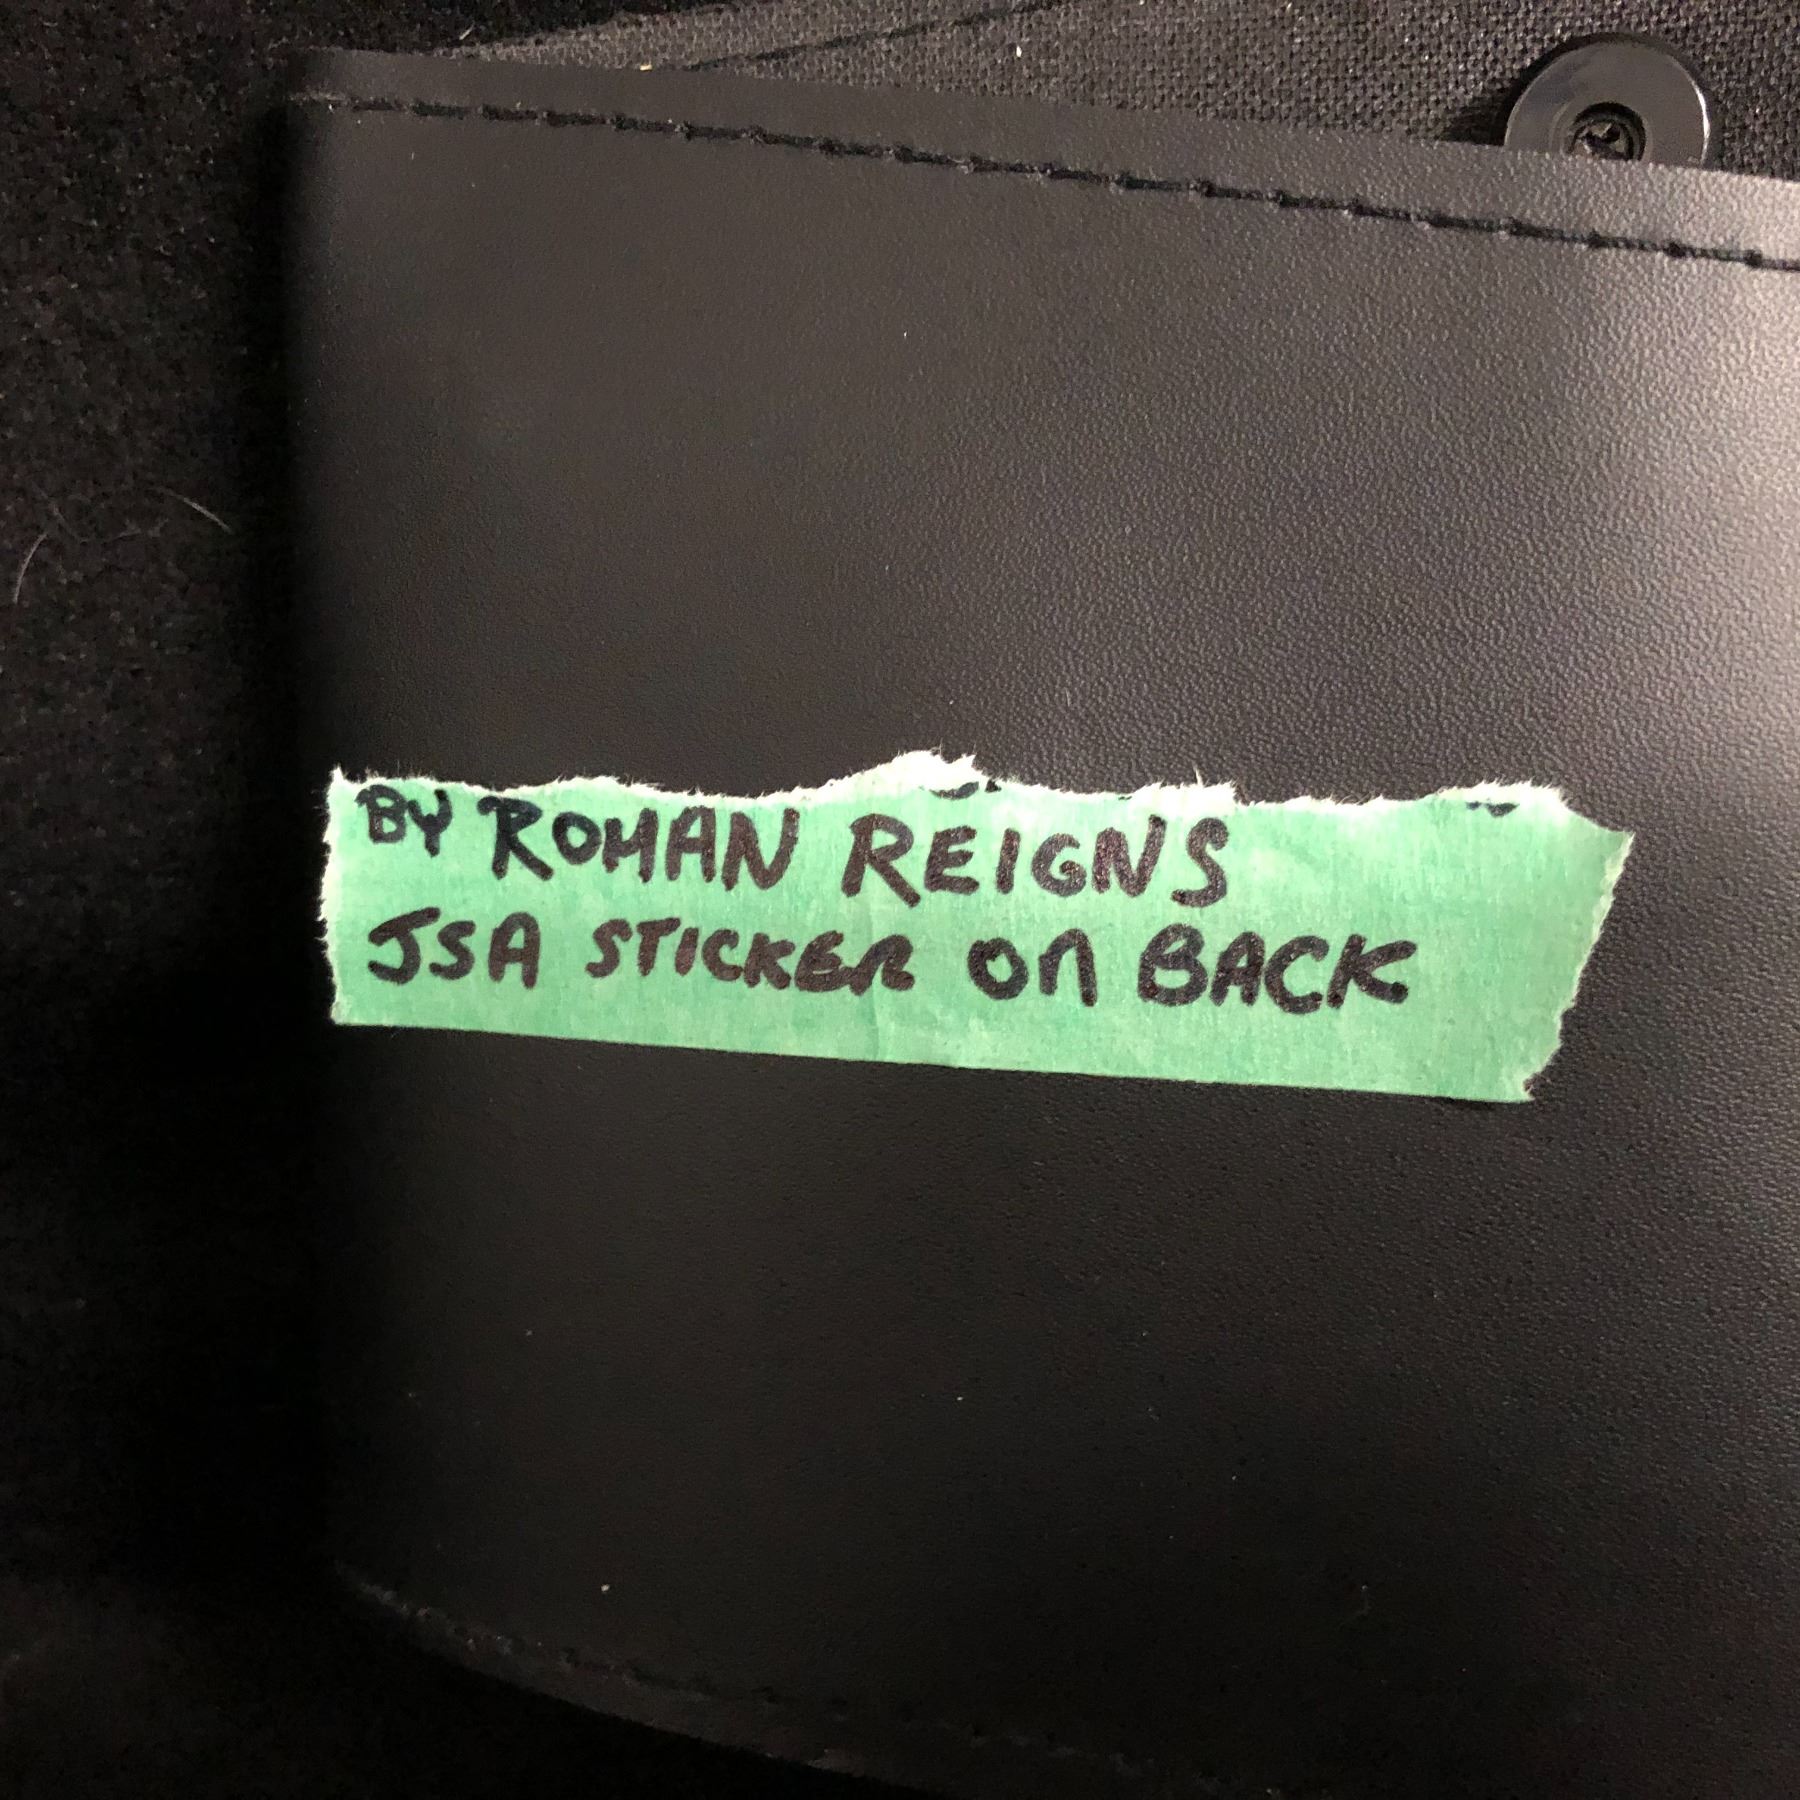 BY ROMAN REIGNS
JSA STICKER On BACK